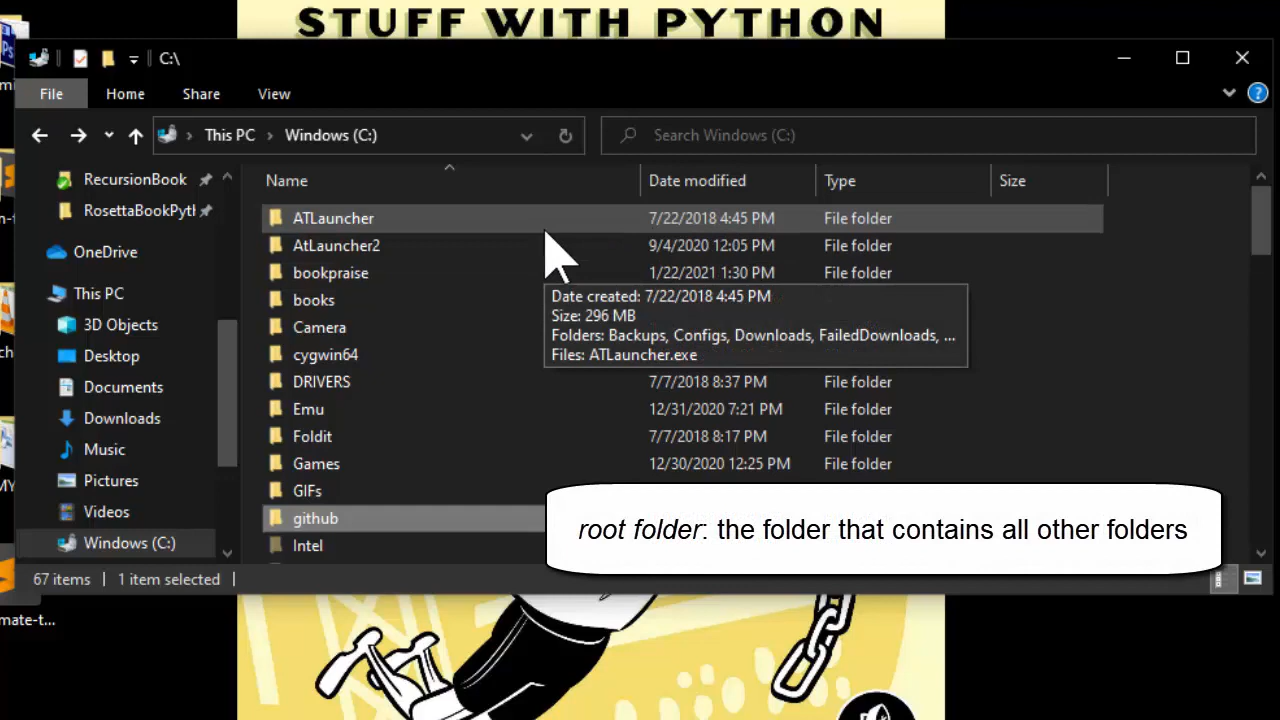 STUFF WITH PYTHON
C:\
File Home Share View
This PC > Windows (C:)
Search Windows (C:)
RecursionBook
RosettaBookPytl
OneDrive
This PC
3D Objects
Desktop
Documents
Downloads
Music
Pictures
Videos
Windows (C:)
Name Date modified Type Size
ATLauncher 7/22/2018 4:45 PM File folder
AtLauncher2 9/4/2020 12:05 PM File folder
bookpraise 1/22/2021 1:30 PM File folder
books
Camera
cygwin64
DRIVERS 7/7/2018 8:37 PM File folder
Emu 12/31/2020 7:21 PM File folder
Foldit 7/7/2018 8:17 PM File folder
Games 12/30/2020 12:25 PM File folder
GIFs
github
Intel
Date created: 7/22/2018 4:45 PM
Size: 296 MB
Folders: Backups, Configs, Downloads, FailedDownloads, ...
Files: ATLauncher.exe
root folder: the folder that contains all other folders
67 items 1 item selected
mate-t...